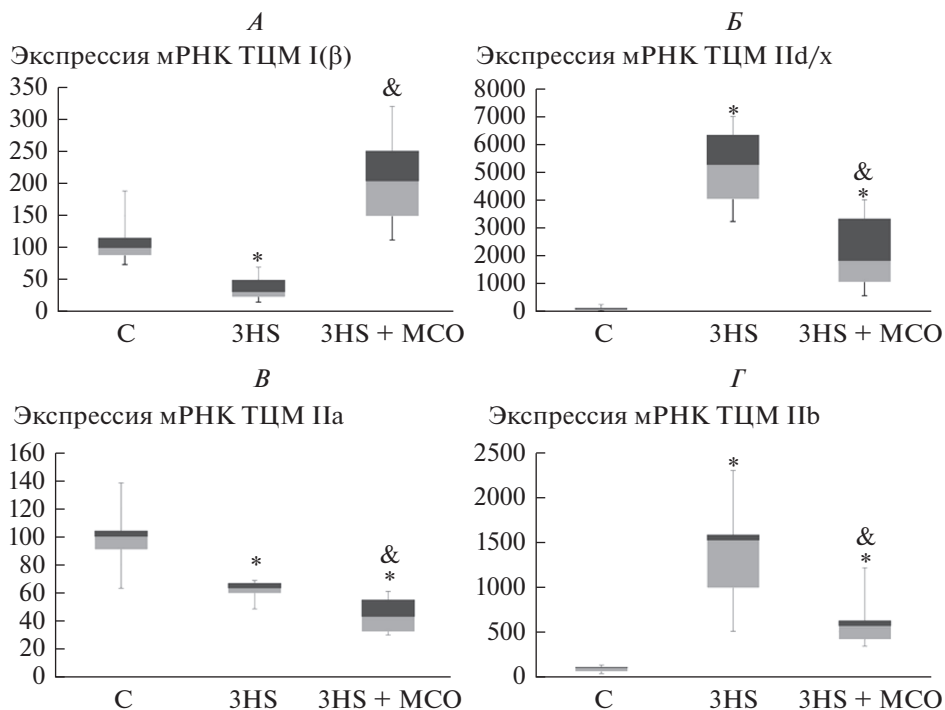 А
Экспрессия мРНК ТЦМ I(β)
350
300
250
200
150
100
50
0
&
*
C
3HS
3HS + MCO
Б
Экспрессия мРНК ТЦМ IId/x
8000
7000
6000
5000
4000
3000
2000
1000
0
*
&
*
C
3HS
3HS + MCO
В
Экспрессия мРНК ТЦМ IIa
160
140
120
100
80
60
40
20
0
*
&
*
C
3HS
3HS + MCO
Г
Экспрессия мРНК ТЦМ IIb
2500
2000
1500
1000
500
0
*
&
*
C
3HS
3HS + MCO